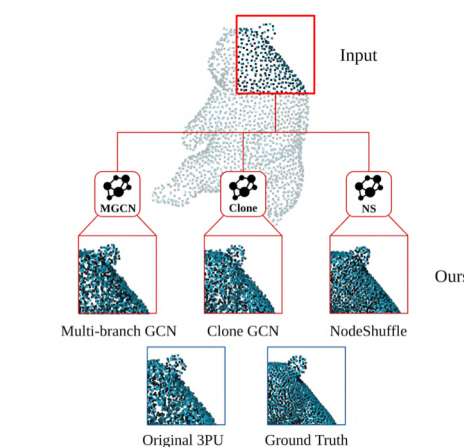 Input
MGCN
Clone
NS
Ours
Multi-branch GCN
Clone GCN
NodeShuffle
Original 3PU
Ground Truth